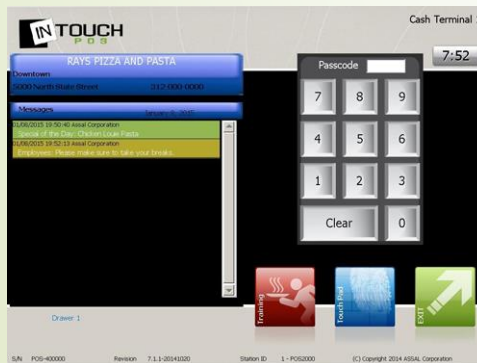 INTOUCH
POS
Cash Terminal
7:52
RAYS PIZZA AND PASTA
Downtown
5000 North State Street 312-000-0000
Messages January 8, 2015
01/08/2015 19:50:40 Assal Corporation
Special of the Day: Chicken Louie Pasta
01/08/2015 19:52:13 Assal Corporation
Employees: Please make sure to take your breaks.
Passcode
7 8 9
4 5 6
1 2 3
Clear 0
Training
Touch Pad
EXIT
Drawer 1
S/N POS-400000 Revision 7.1.1-20141020 Station ID 1 - POS2000 (C) Copyright 2014 ASSAL Corporation